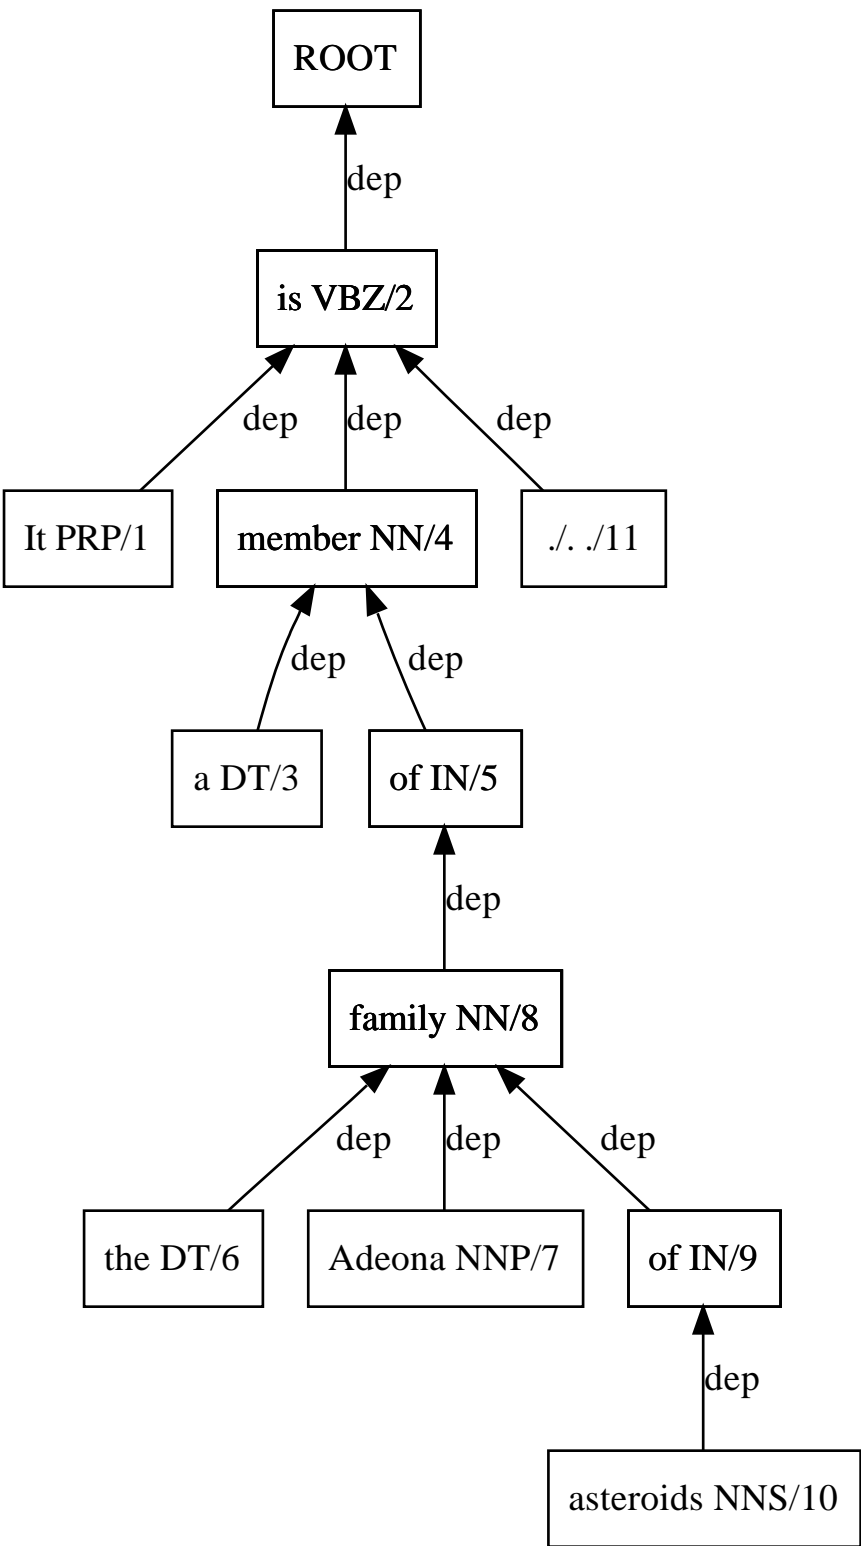 ROOT
dep
is VBZ/2
dep dep dep
It PRP/1 member NN/4 ./. ./11
dep dep
a DT/3 of IN/5
dep
family NN/8
dep dep dep
the DT/6 Adeona NNP/7 of IN/9
dep
asteroids NNS/10